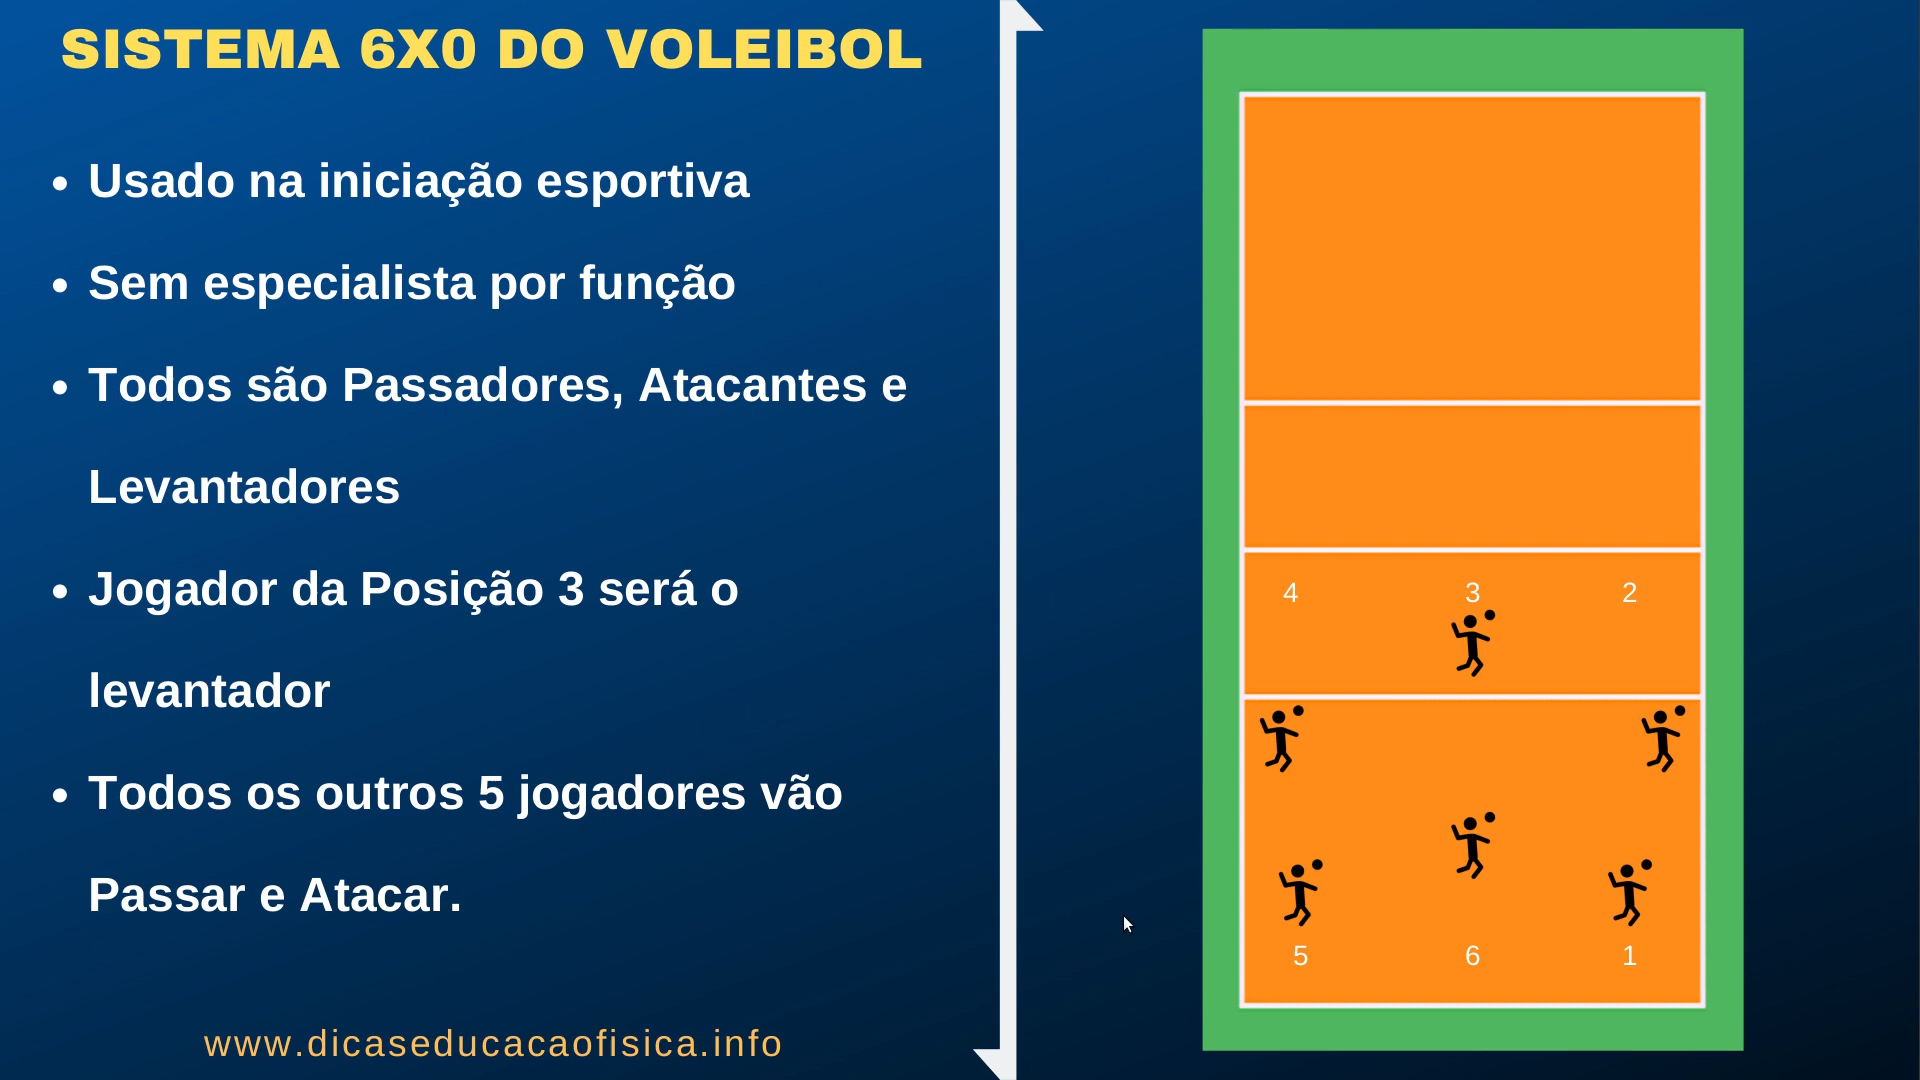 SISTEMA 6X0 DO VOLEIBOL
• Usado na iniciação esportiva
• Sem especialista por função
• Todos são Passadores, Atacantes e
Levantadores
• Jogador da Posição 3 será o
levantador
• Todos os outros 5 jogadores vão
Passar e Atacar.
www.dicaseducacaofisica.info
4 3 2
5 6 1